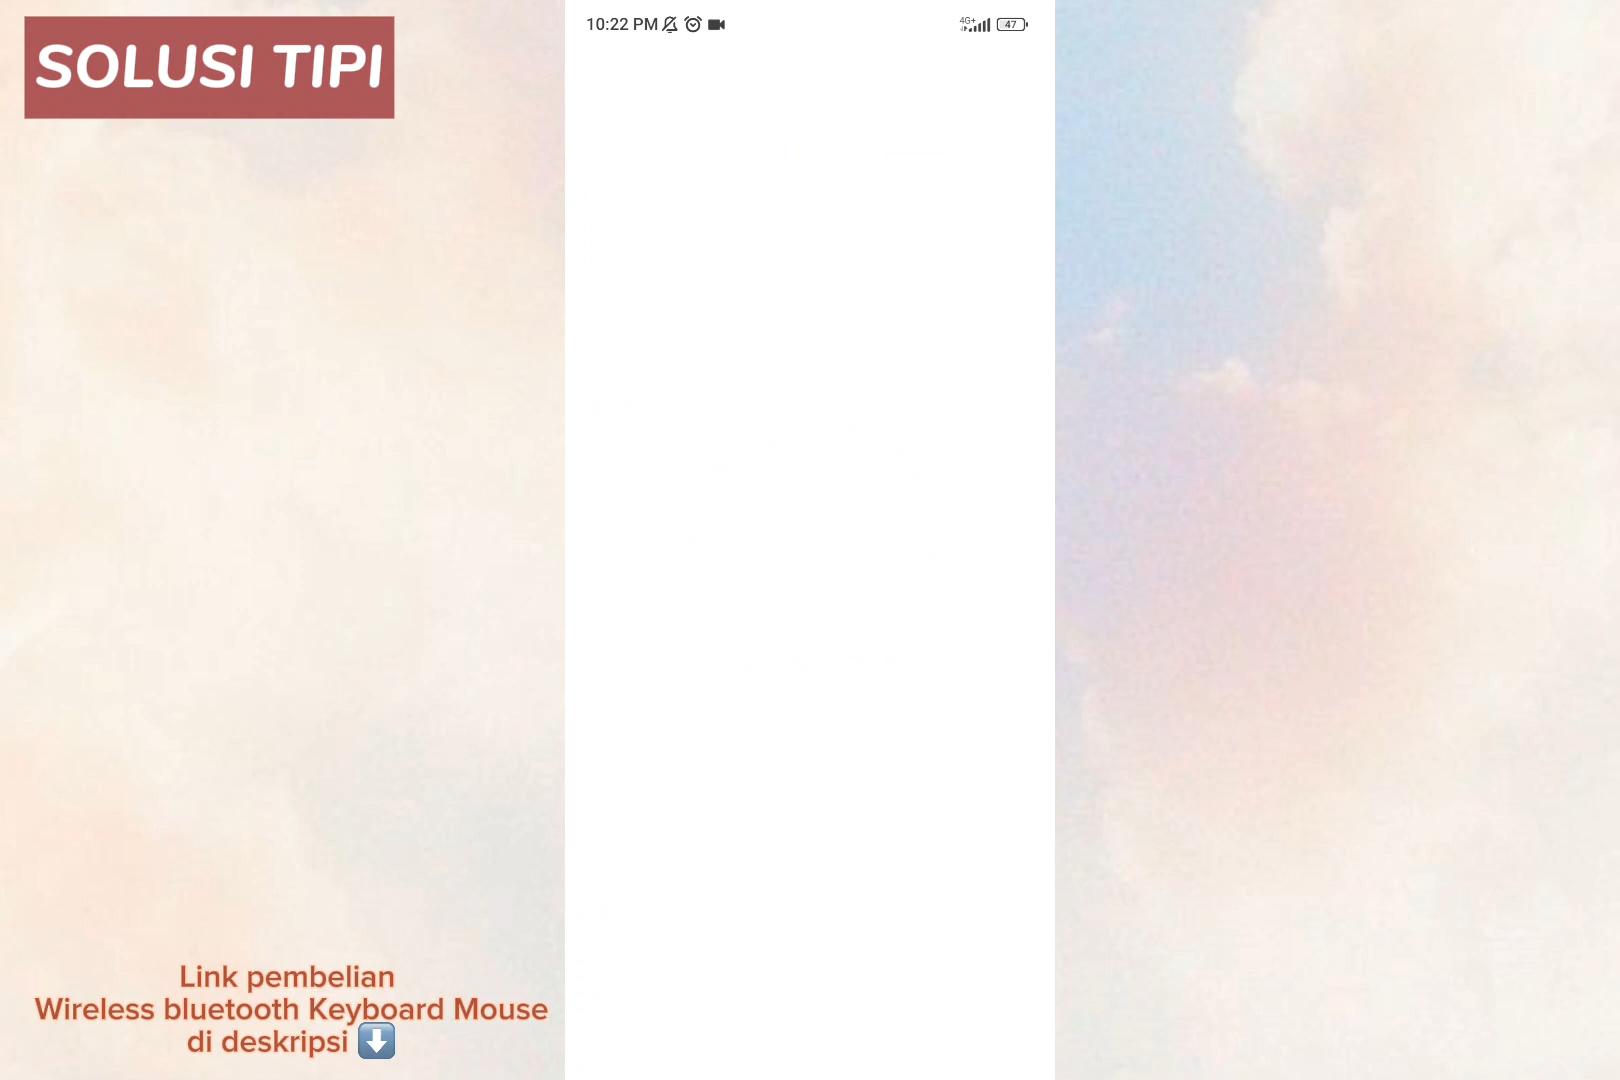 SOLUSI TIPI
10:22 PM
4G+
47
Link pembelian
Wireless bluetooth Keyboard Mouse
di deskripsi